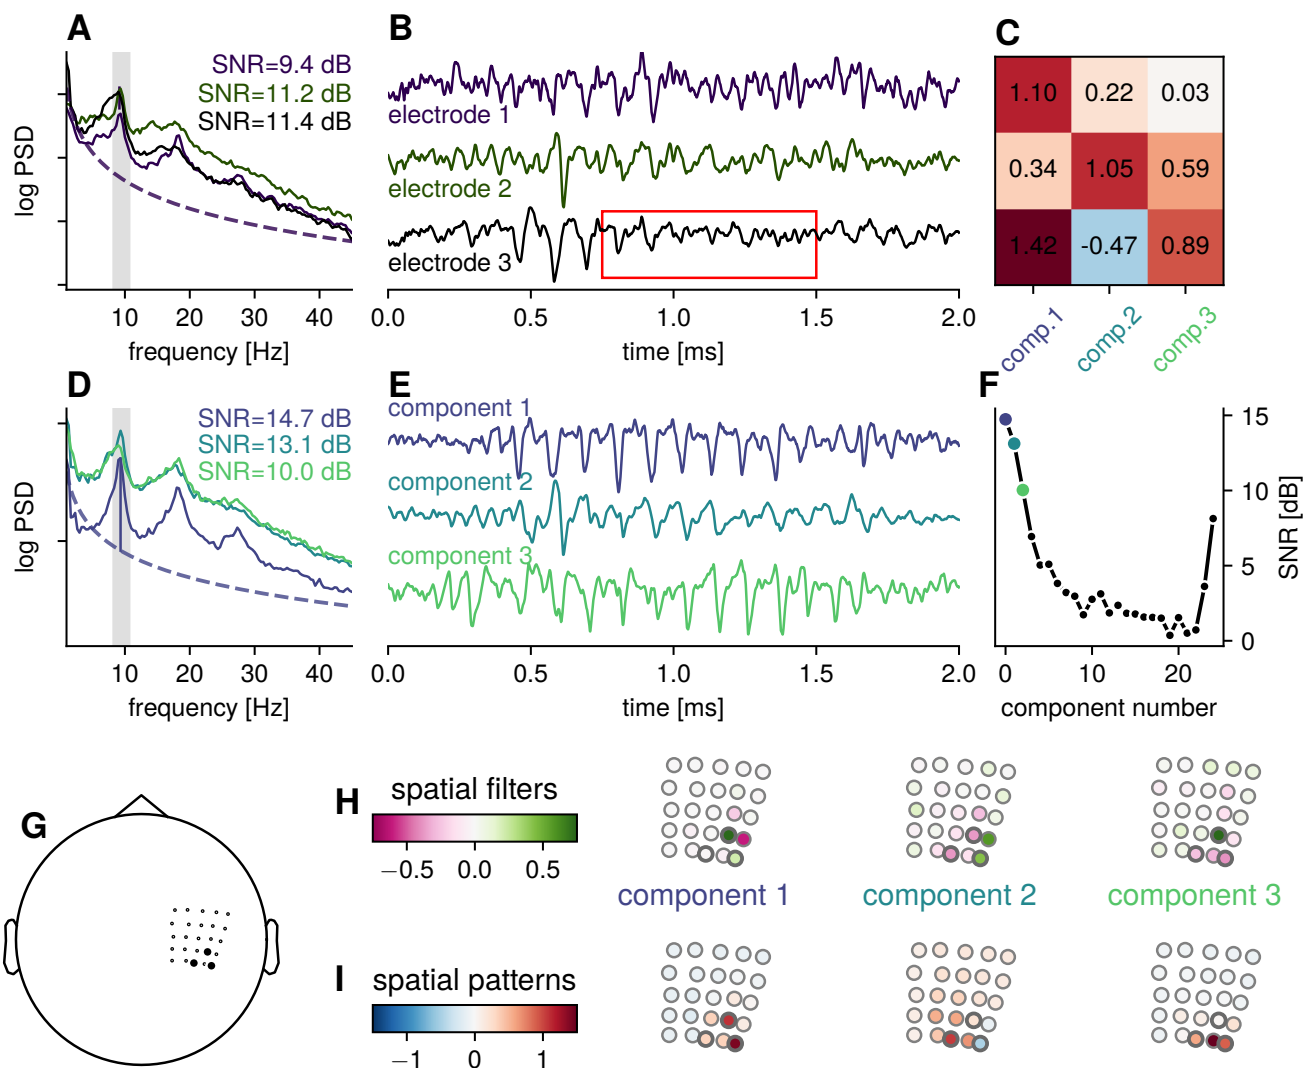 A
SNR=9.4 dB
SNR=11.2 dB
SNR=11.4 dB
log PSD
10 20 30 40
frequency [Hz]
B
electrode 1
electrode 2
electrode 3
0.0 0.5 1.0 1.5 2.0
time [ms]
C
1.10 0.22 0.03
0.34 1.05 0.59
1.42 -0.47 0.89
comp.1 comp.2 comp.3
D
SNR=14.7 dB
SNR=13.1 dB
SNR=10.0 dB
log PSD
10 20 30 40
frequency [Hz]
E
component 1
component 2
component 3
0.0 0.5 1.0 1.5 2.0
time [ms]
F
15
10
5
0
SNR [dB]
0 10 20
component number
G
H
spatial filters
−0.5 0.0 0.5
component 1 component 2 component 3
I
spatial patterns
−1 0 1